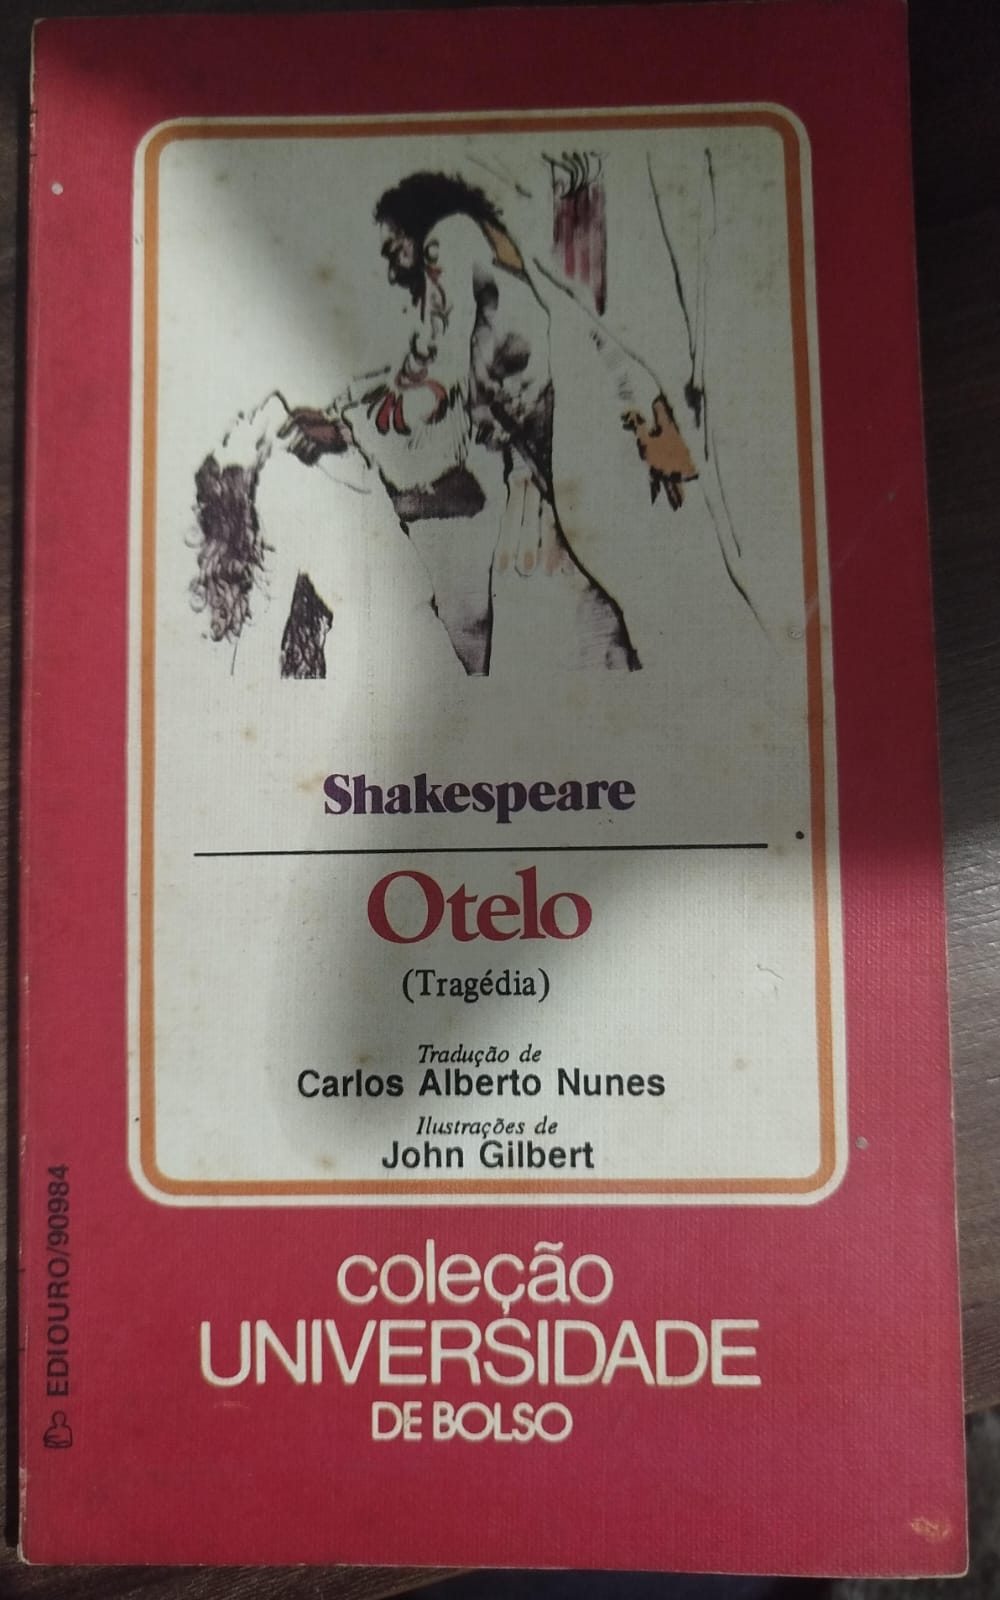 Shakespeare
Otelo
(Tragédia)
Tradução de
Carlos Alberto Nunes
Ilustrações de
John Gilbert
coleção
UNIVERSIDADE
DE BOLSO
EDIOURO/90984